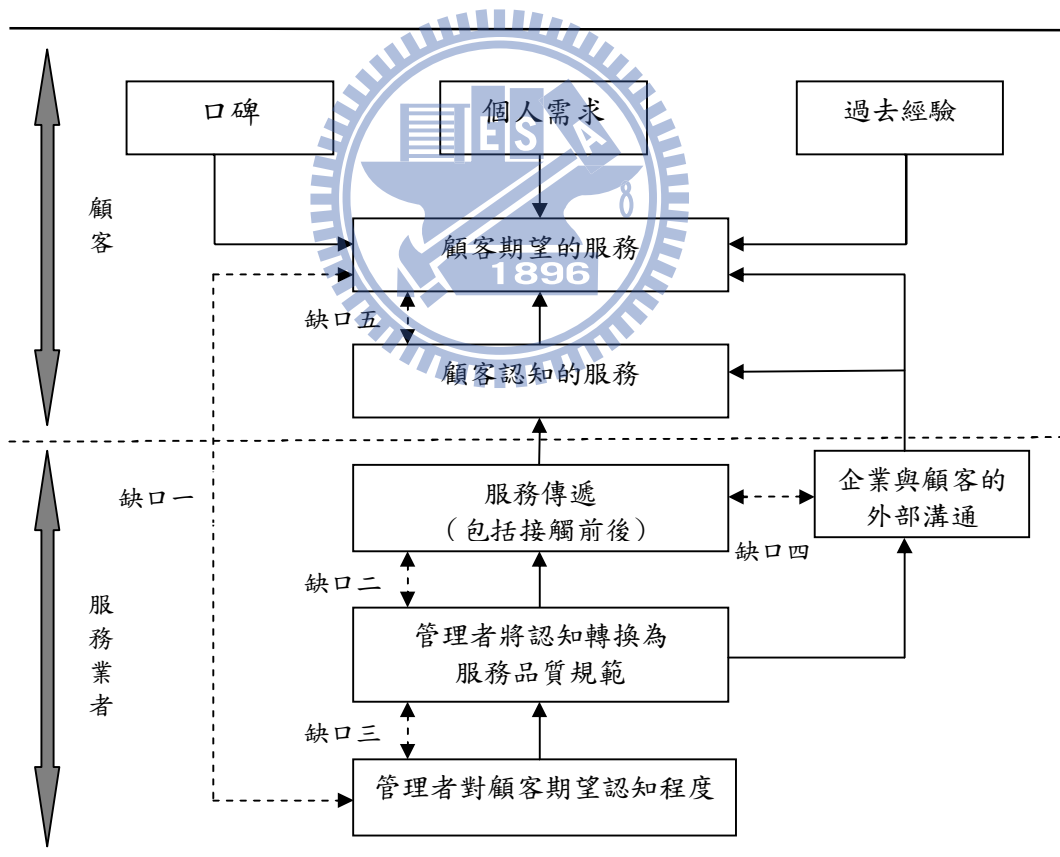 口碑
個人需求
過去經驗
ESA
顧客
顧客期望的服務
1896
缺口五
顧客認知的服務
缺口一
服務傳遞
（包括接觸前後）
企業與顧客的
外部溝通
缺口四
缺口二
服務業者
管理者將認知轉換為
服務品質規範
缺口三
管理者對顧客期望認知程度